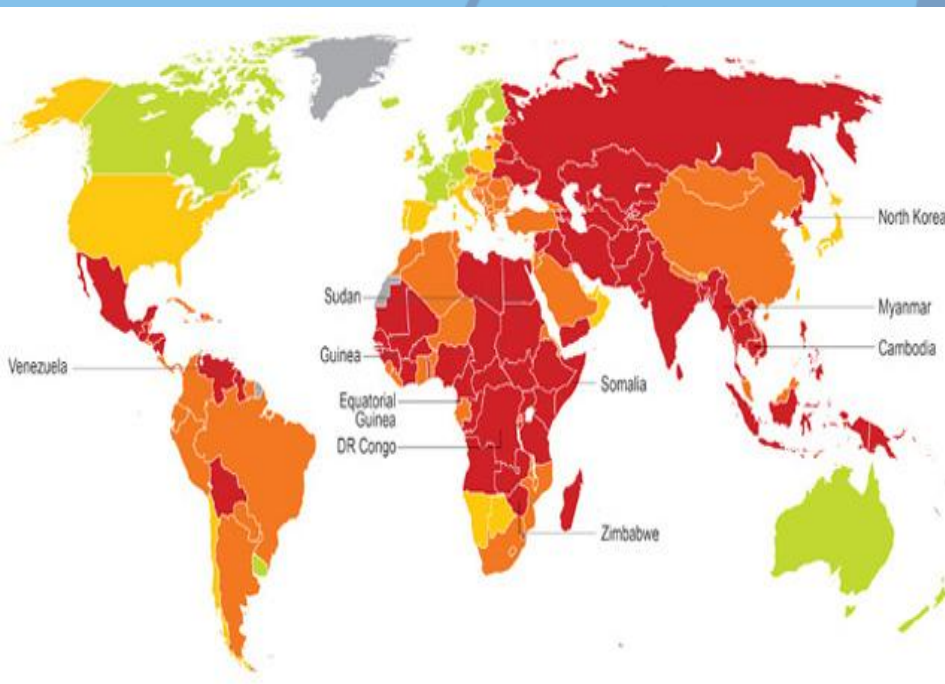 North Korea
Sudan
Myanmar
Cambodia
Guinea
Venezuela
Somalia
Equatorial
Guinea
DR Congo
Zimbabwe